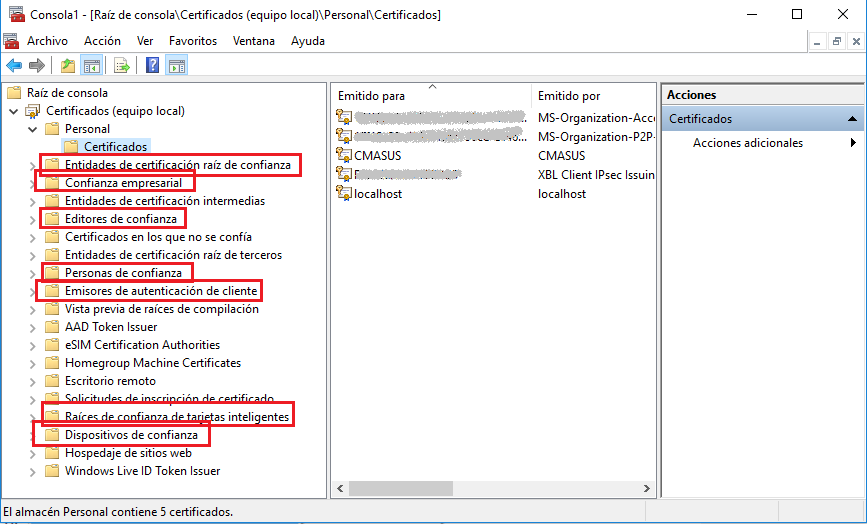 Consola1 - [Raíz de consola\Certificados (equipo local)\Personal\Certificados]
Archivo Acción Ver Favoritos Ventana Ayuda
Raíz de consola
Certificados (equipo local)
Personal
Certificados
Entidades de certificación raíz de confianza
Confianza empresarial
Entidades de certificación intermedias
Editores de confianza
Certificados en los que no se confía
Entidades de certificación raíz de terceros
Personas de confianza
Emisores de autenticación de cliente
Vista previa de raíces de compilación
AAD Token Issuer
eSIM Certification Authorities
Homegroup Machine Certificates
Escritorio remoto
Solicitudes de inscripción de certificado
Raíces de confianza de tarjetas inteligentes
Dispositivos de confianza
Hospedaje de sitios web
Windows Live ID Token Issuer
Emitido para Emitido por
MS-Organization-Acce
MS-Organization-P2P-
CMASUS CMASUS
XBL Client IPsec Issuin
localhost localhost
Acciones
Certificados
Acciones adicionales
El almacén Personal contiene 5 certificados.